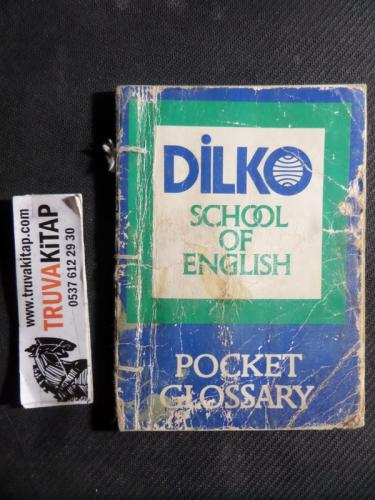 www.truvakitap.com
TRUVAKİTAP
0537 612 29 30
DİLKO
SCHOOL
OF
ENGLISH
POCKET
GLOSSARY